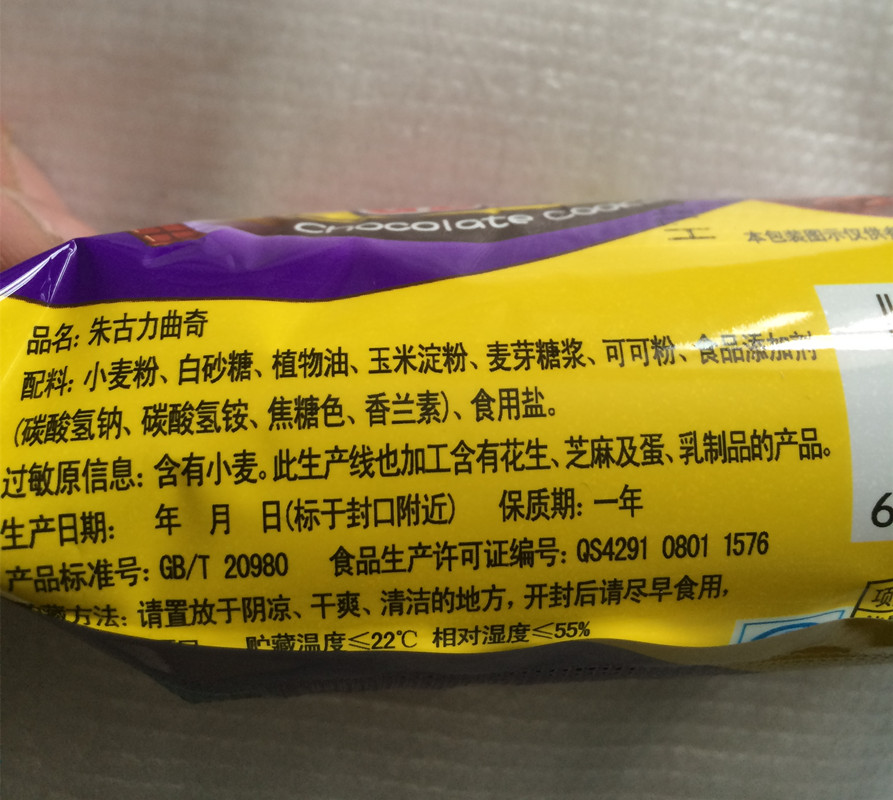 Chocolate
本包装图示仅供
品名: 朱古力曲奇
配料: 小麦粉、白砂糖、植物油、玉米淀粉、麦芽糖浆、可可粉、食品添加剂
(碳酸氢钠、碳酸氢铵、焦糖色、香兰素)、食用盐。
过敏原信息: 含有小麦。此生产线也加工含有花生、芝麻及蛋、乳制品的产品。
生产日期: 年 月 日(标于封口附近) 保质期: 一年
产品标准号: GB/T 20980 食品生产许可证编号: QS4291 0801 1576
方法: 请置放于阴凉、干爽、清洁的地方, 开封后请尽早食用,
贮藏温度≤22℃ 相对湿度≤55%
6
项